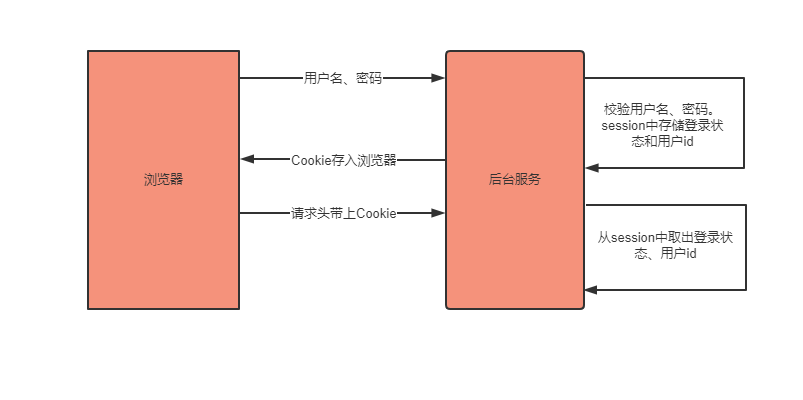 用户名、密码
校验用户名、密码。
session中存储登录状
态和用户id
Cookie存入浏览器
浏览器
后台服务
请求头带上Cookie
从session中取出登录状
态、用户id